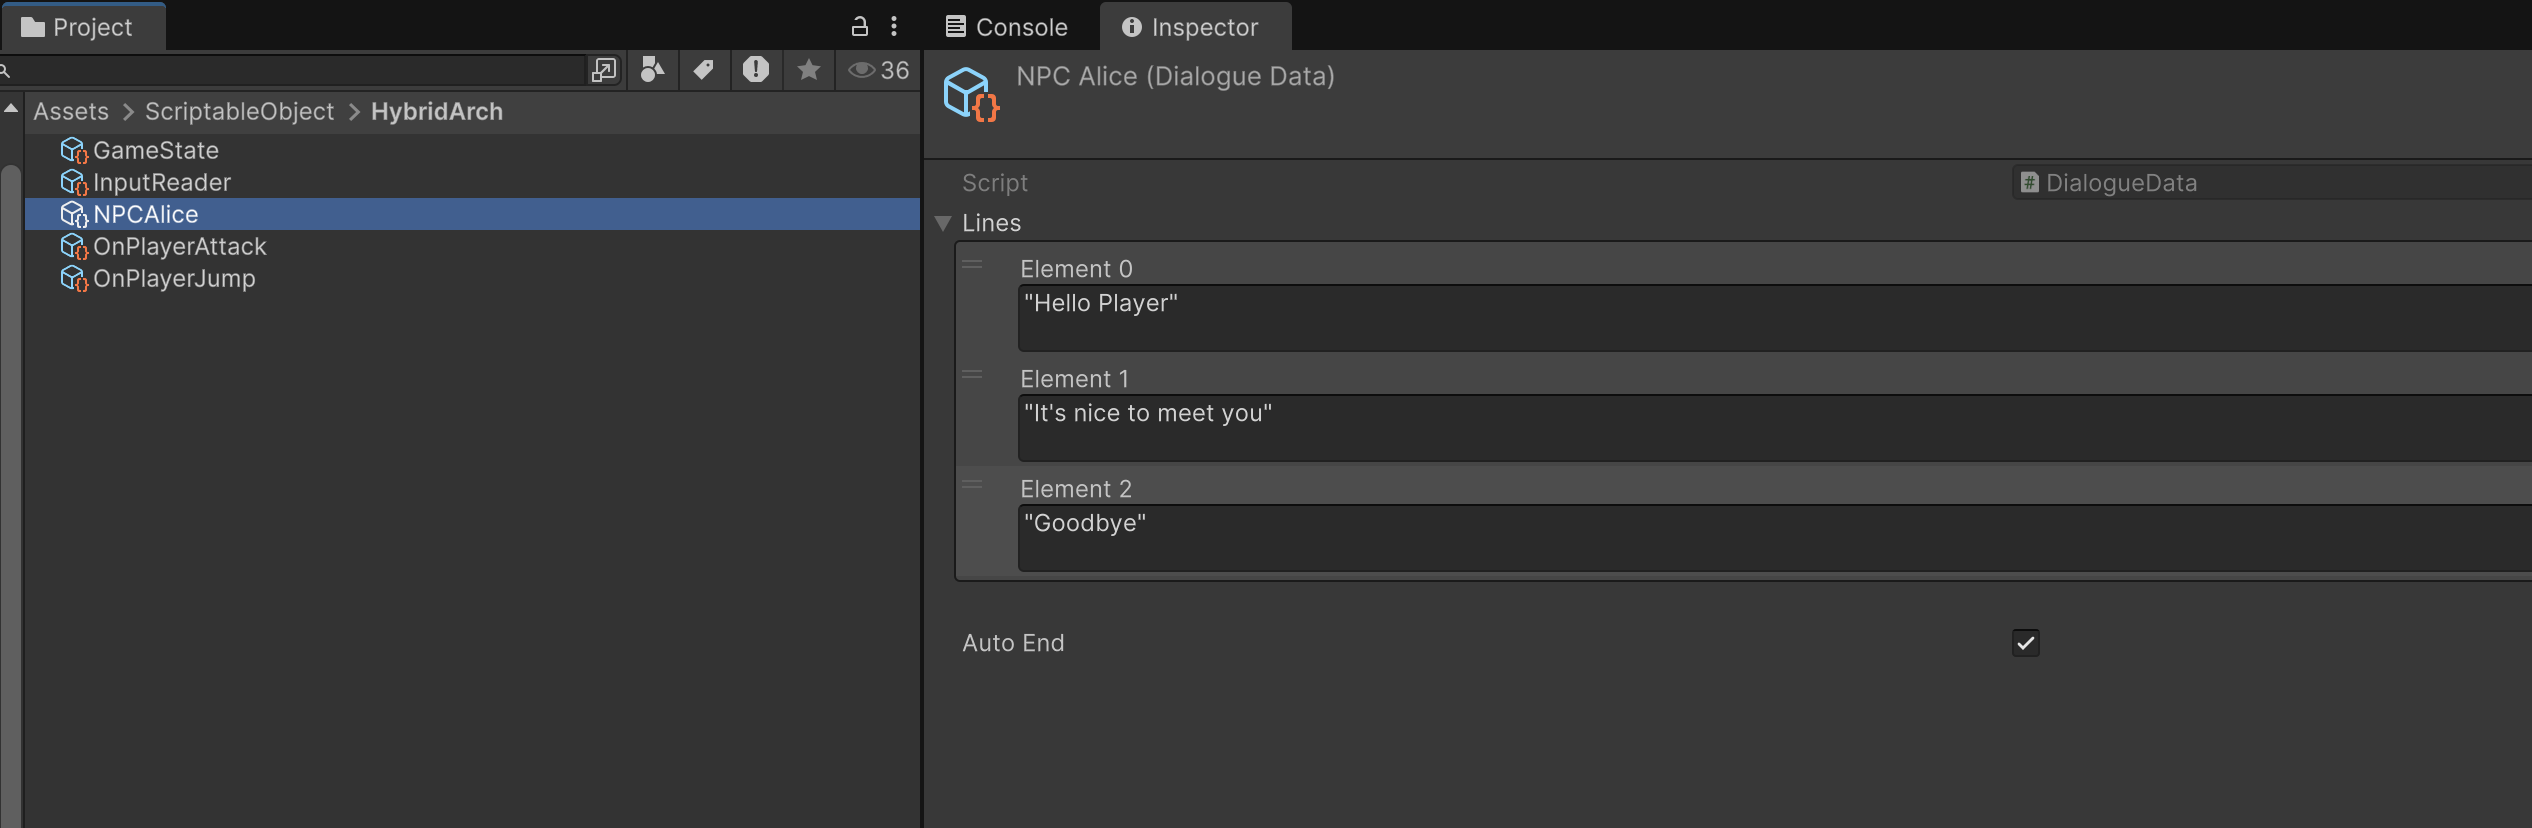 Project
36
Assets > ScriptableObject > HybridArch
GameState
InputReader
NPCAlice
OnPlayerAttack
OnPlayerJump
Console
Inspector
NPC Alice (Dialogue Data)
Script
# DialogueData
Lines
Element 0
"Hello Player"
Element 1
"It's nice to meet you"
Element 2
"Goodbye"
Auto End